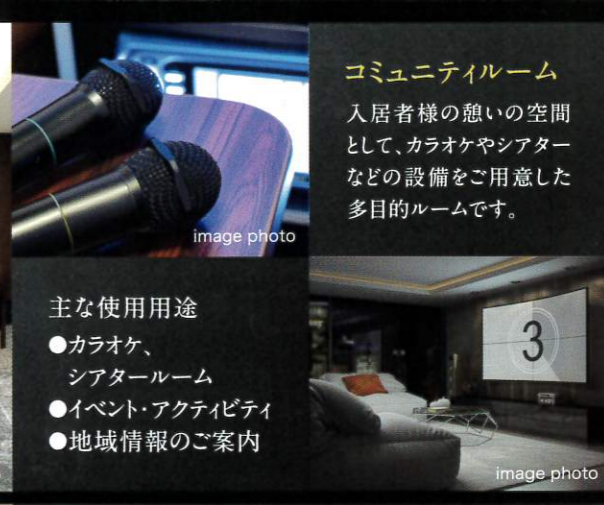 image photo
コミュニティルーム
入居者様の憩いの空間
として、カラオケやシアター
などの設備をご用意した
多目的ルームです。
主な使用用途
●カラオケ、
シアタールーム
●イベント・アクティビティ
●地域情報のご案内
3
image photo